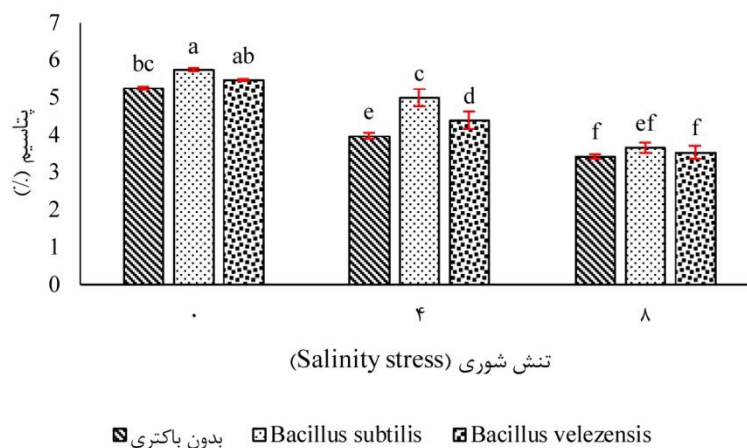 پتاسیم (٪)
7
6
5
4
3
2
1
0
bc a ab
e c d
f ef f
۰ ۴ ۸
تنش شوری (Salinity stress)
بدون باکتری Bacillus subtilis Bacillus velezensis